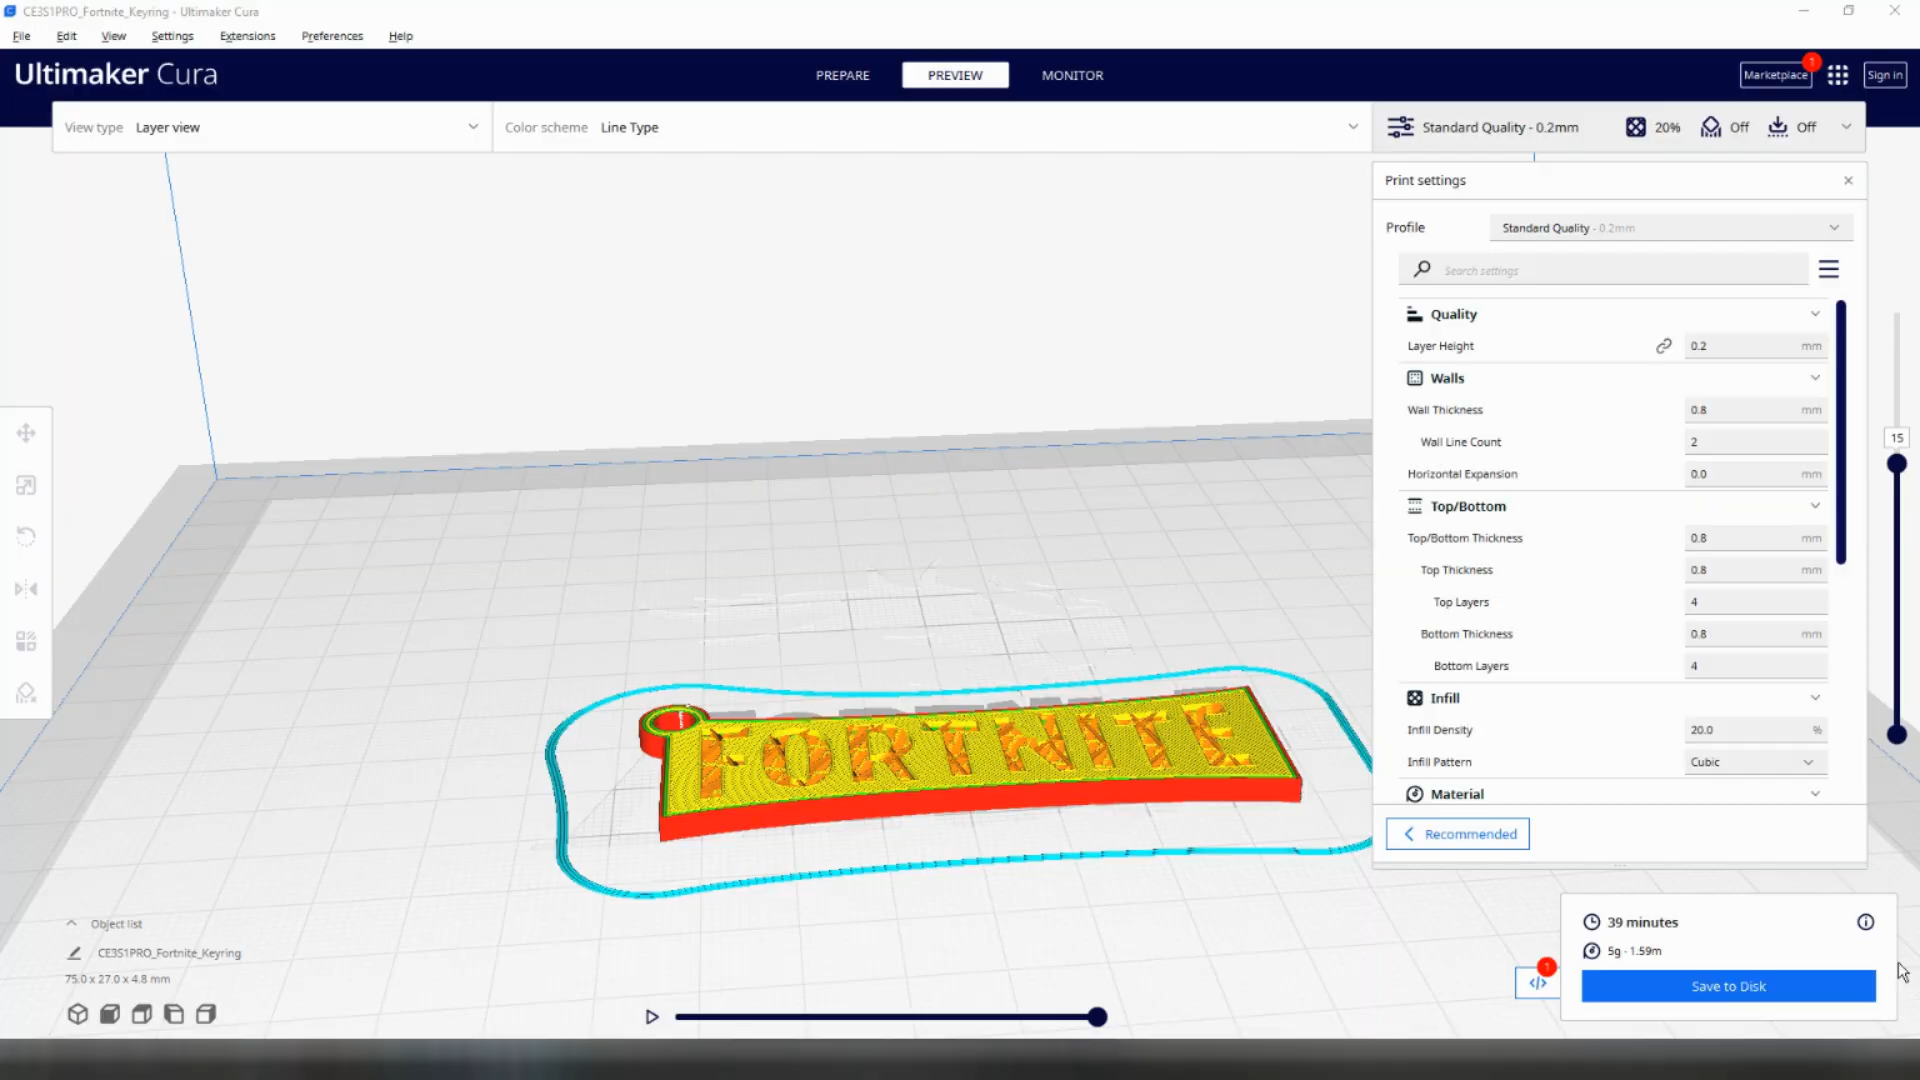 CE3S1PRO_Fortnite_Keyring - Ultimaker Cura
File Edit View Settings Extensions Preferences Help
Ultimaker Cura
PREPARE PREVIEW MONITOR
Marketplace 1 Sign in
View type Layer view
Color scheme Line Type
Standard Quality - 0.2mm 20% Off Off
Print settings
Profile Standard Quality - 0.2mm
Search settings
Quality
Layer Height 0.2 mm
Walls
Wall Thickness 0.8 mm
Wall Line Count 2
Horizontal Expansion 0.0 mm
Top/Bottom
Top/Bottom Thickness 0.8 mm
Top Thickness 0.8 mm
Top Layers 4
Bottom Thickness 0.8 mm
Bottom Layers 4
Infill
Infill Density 20.0 %
Infill Pattern Cubic
Material
Recommended
15
FORTNITE
Object list
CE3S1PRO_Fortnite_Keyring
75.0 x 27.0 x 4.8 mm
39 minutes
5g · 1.59m
1
</>
Save to Disk